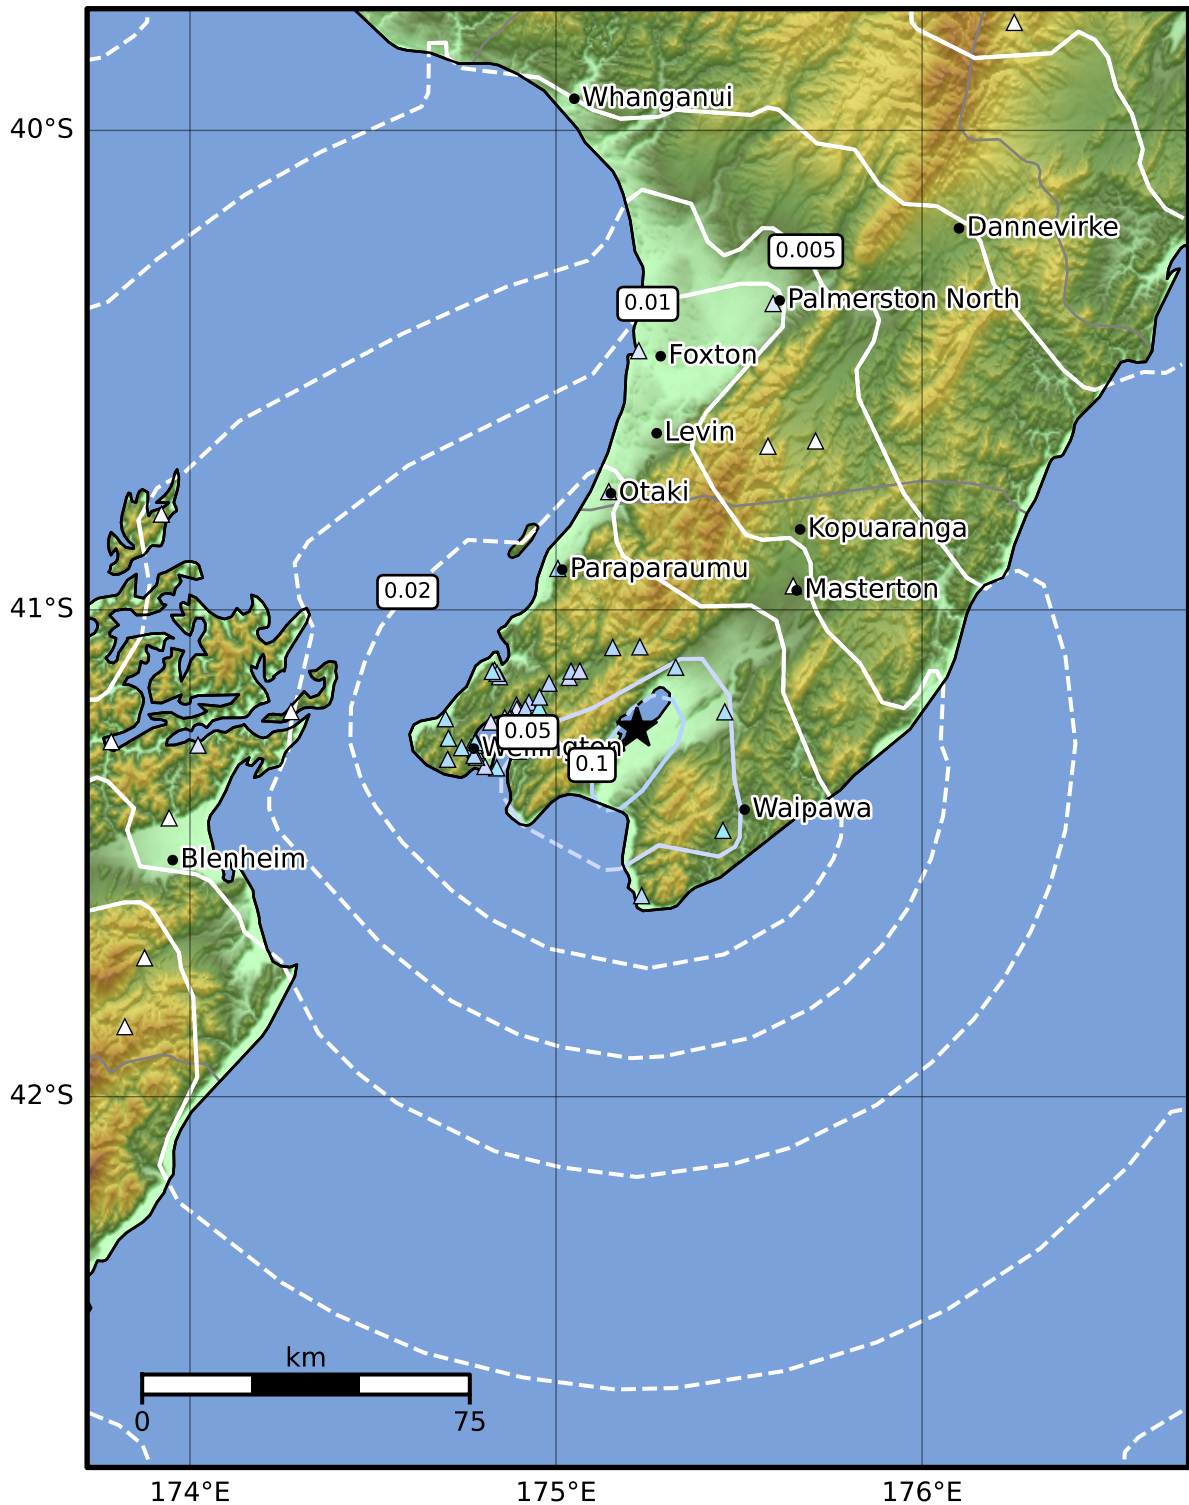 Whanganui
40°S
Dannevirke
0.005
Palmerston North
0.01
Foxton
Levin
Otaki
Kopuaranga
Paraparaumu
0.02
Masterton
41°S
0.05
Wellington
0.1
Waipawa
Blenheim
42°S
km
0 75
174°E 175°E 176°E